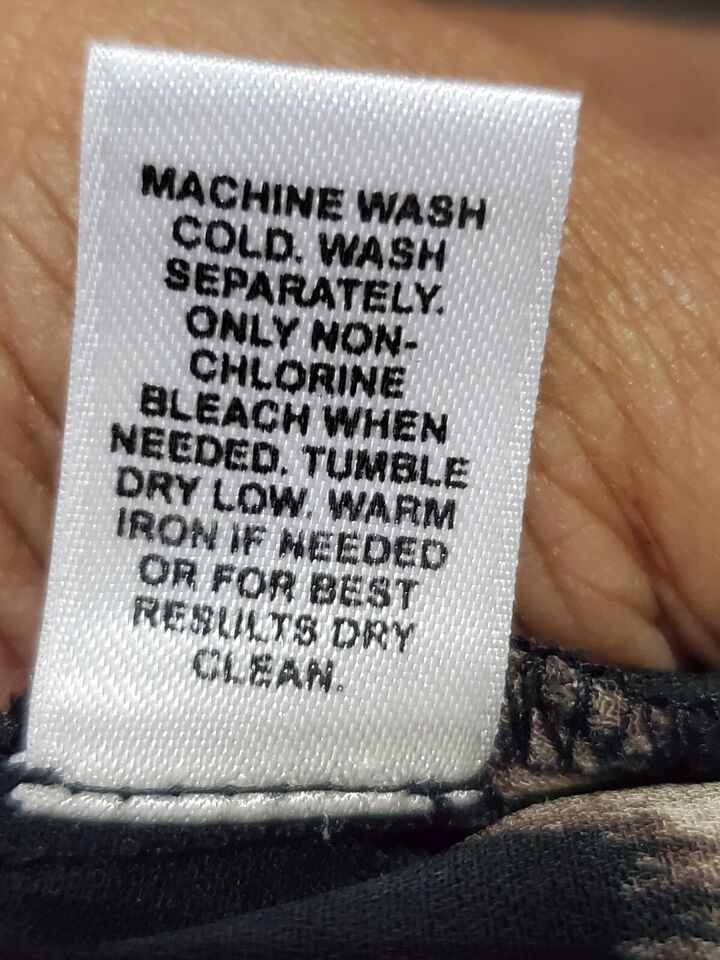 MACHINE WASH
COLD. WASH
SEPARATELY.
ONLY NON-
CHLORINE
BLEACH WHEN
NEEDED. TUMBLE
DRY LOW. WARM
IRON IF NEEDED
OR FOR BEST
RESULTS DRY
CLEAN.